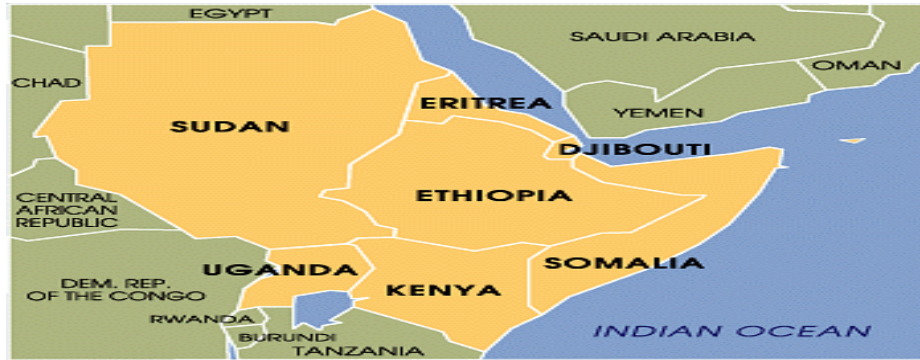 EGYPT
SAUDI ARABIA
OMAN
CHAD
ERITREA
YEMEN
SUDAN
DJIBOUTI
ETHIOPIA
CENTRAL
AFRICAN
REPUBLIC
UGANDA
SOMALIA
DEM. REP.
OF THE CONGO
KENYA
RWANDA
BURUNDI
TANZANIA
INDIAN OCEAN